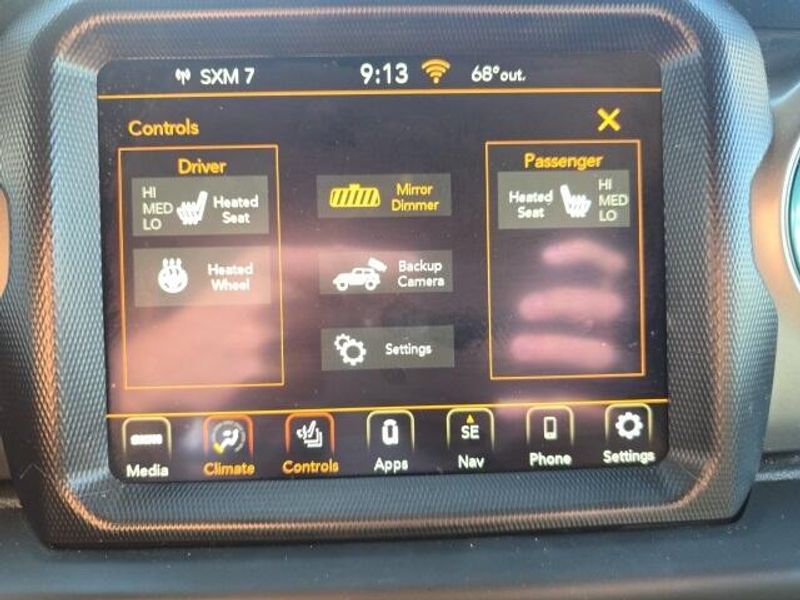 SXM 7 9:13 68° out.
Controls X
Driver
HI
MED
LO
Heated
Seat
Heated
Wheel
Mirror
Dimmer
Backup
Camera
Settings
Passenger
Heated
Seat
HI
MED
LO
SE
Media Climate Controls Apps Nav Phone Settings